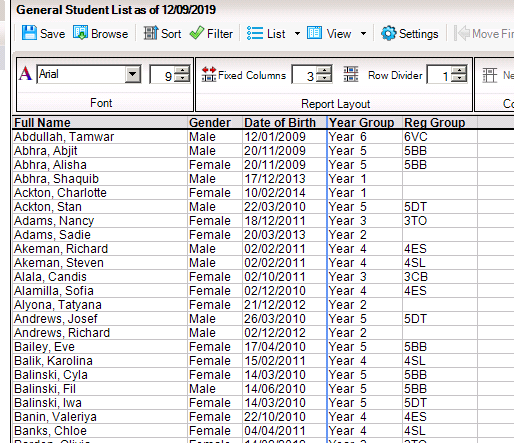 General Student List as of 12/09/2019
Save Browse Sort Filter List View Settings Move
Arial 9 Fixed Columns 3 Row Divider 1
Font Report Layout
Full Name Gender Date of Birth Year Group Reg Group
Abdullah, Tamwar Male 12/01/2009 Year 6 6VC
Abhra, Abjit Male 20/11/2009 Year 5 5BB
Abhra, Alisha Female 20/11/2009 Year 5 5BB
Abhra, Shaquib Male 17/12/2013 Year 1
Ackton, Charlotte Female 10/02/2014 Year 1
Ackton, Stan Male 22/03/2010 Year 5 5DT
Adams, Nancy Female 18/12/2011 Year 3 3TO
Adams, Sadie Female 20/03/2013 Year 2
Akeman, Richard Male 02/02/2011 Year 4 4ES
Akeman, Steven Male 02/02/2011 Year 4 4SL
Alala, Candis Female 02/10/2011 Year 3 3CB
Alamilla, Sofia Female 02/12/2010 Year 4 4ES
Alyona, Tatyana Female 21/12/2012 Year 2
Andrews, Josef Male 26/03/2010 Year 5 5DT
Andrews, Richard Male 02/12/2012 Year 2
Bailey, Eve Female 17/04/2010 Year 5 5BB
Balik, Karolina Female 15/02/2011 Year 4 4SL
Balinski, Cyla Female 14/03/2010 Year 5 5BB
Balinski, Fil Male 14/06/2010 Year 5 5BB
Balinski, Iwa Female 14/03/2010 Year 5 5DT
Banin, Valeriya Female 22/10/2010 Year 4 4ES
Banks, Chloe Female 04/04/2011 Year 4 4SL